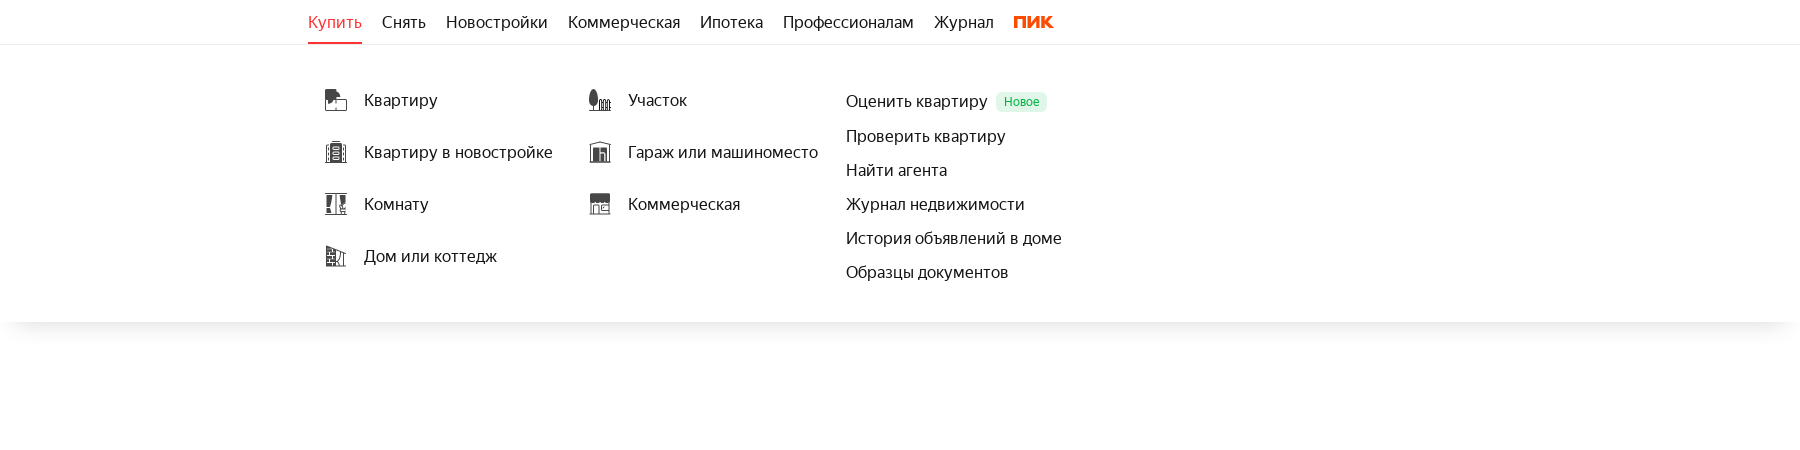 Купить Снять Новостройки Коммерческая Ипотека Профессионалам Журнал ПИК
Квартиру
Квартиру в новостройке
Комнату
Дом или коттедж
Участок
Гараж или машиноместо
Коммерческая
Оценить квартиру Новое
Проверить квартиру
Найти агента
Журнал недвижимости
История объявлений в доме
Образцы документов